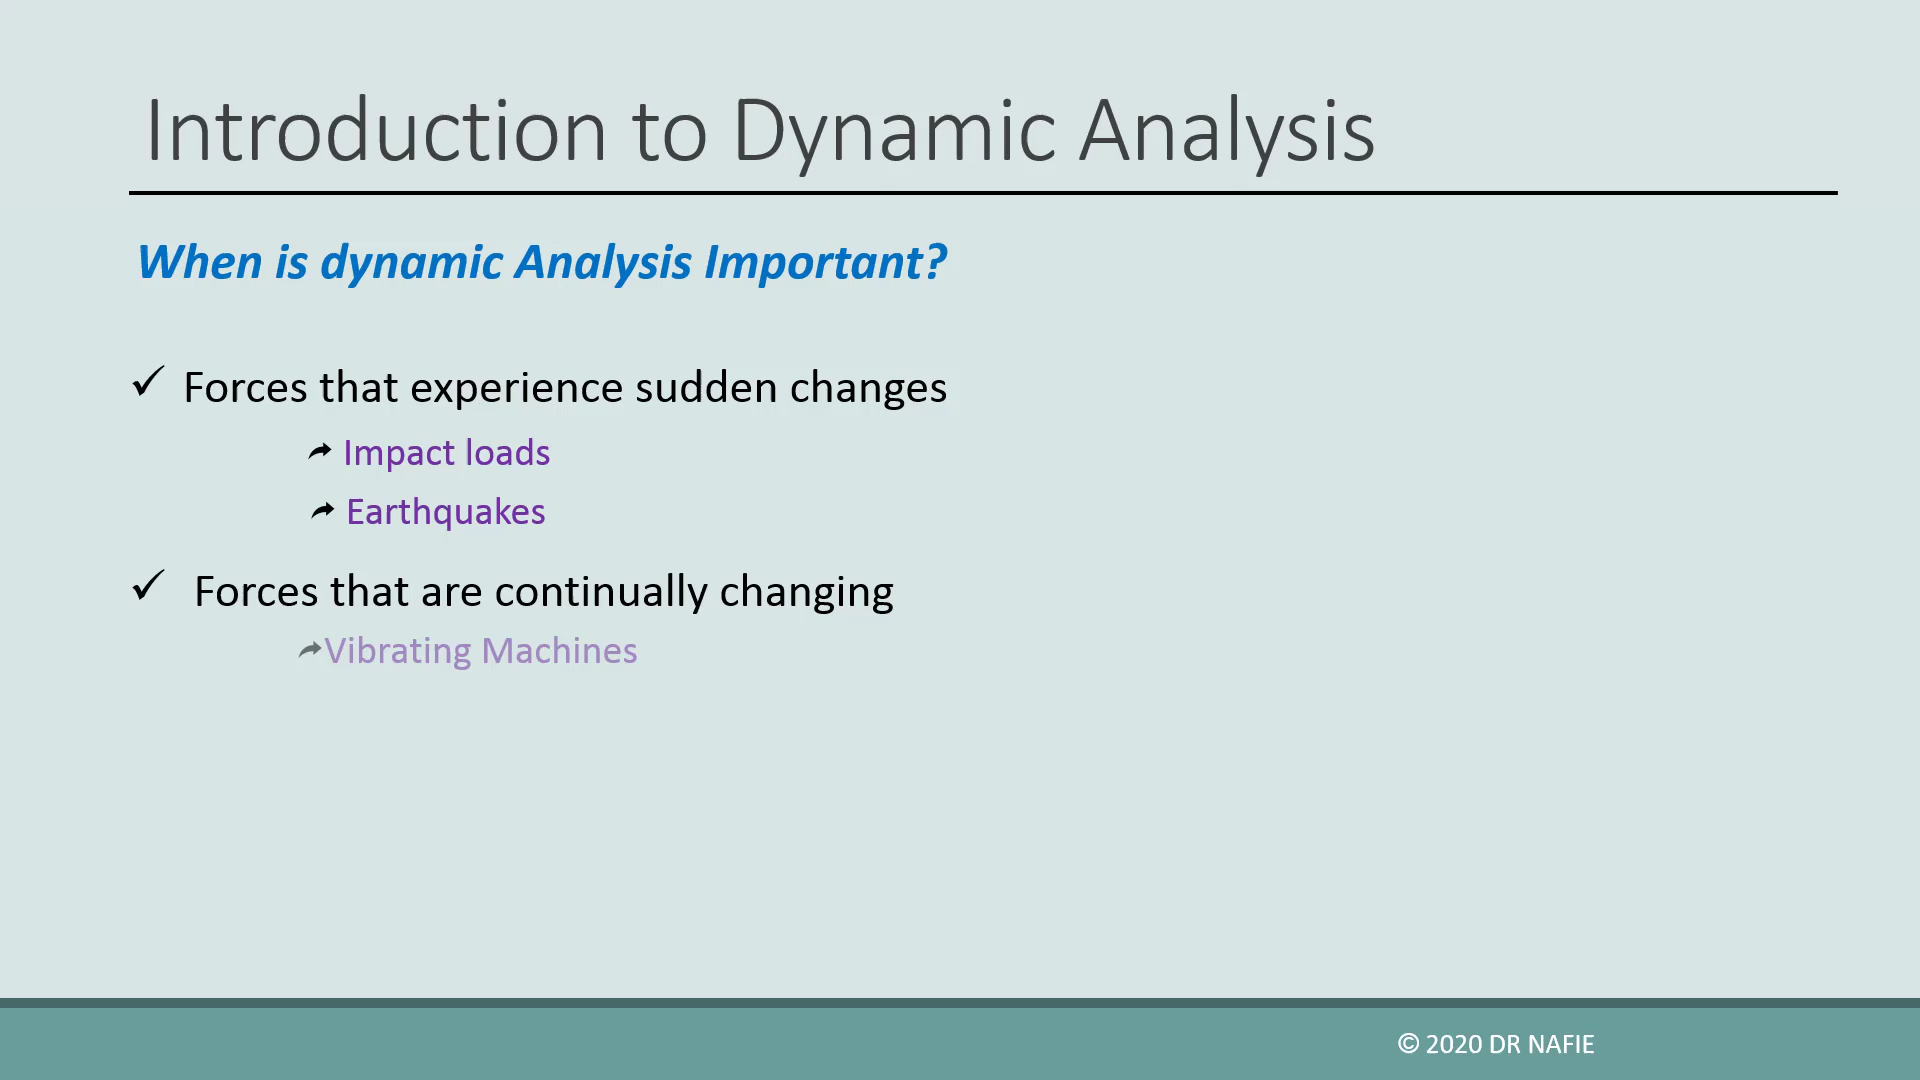 Introduction to Dynamic Analysis
When is dynamic Analysis Important?
✓ Forces that experience sudden changes
Impact loads
Earthquakes
✓ Forces that are continually changing
Vibrating Machines
© 2020 DR NAFIE